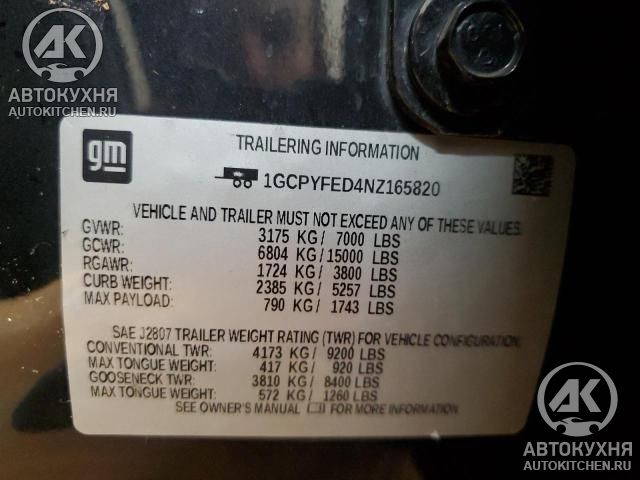 АВТОКУХНЯ
AUTOKITCHEN.RU
gm
TRAILERING INFORMATION
1GCPYFED4NZ165820
VEHICLE AND TRAILER MUST NOT EXCEED ANY OF THESE VALUES.
GVWR: 3175 KG/ 7000 LBS
GCWR: 6804 KG/15000 LBS
RGAWR: 1724 KG/ 3800 LBS
CURB WEIGHT: 2385 KG/ 5257 LBS
MAX PAYLOAD: 790 KG/ 1743 LBS
SAE J2807 TRAILER WEIGHT RATING (TWR) FOR VEHICLE CONFIGURATION:
CONVENTIONAL TWR: 4173 KG/ 9200 LBS
MAX TONGUE WEIGHT: 417 KG/ 920 LBS
GOOSENECK TWR: 3810 KG/ 8400 LBS
MAX TONGUE WEIGHT: 572 KG/ 1260 LBS
SEE OWNER'S MANUAL FOR MORE INFORMATION
АВТОКУХНЯ
AUTOKITCHEN.RU